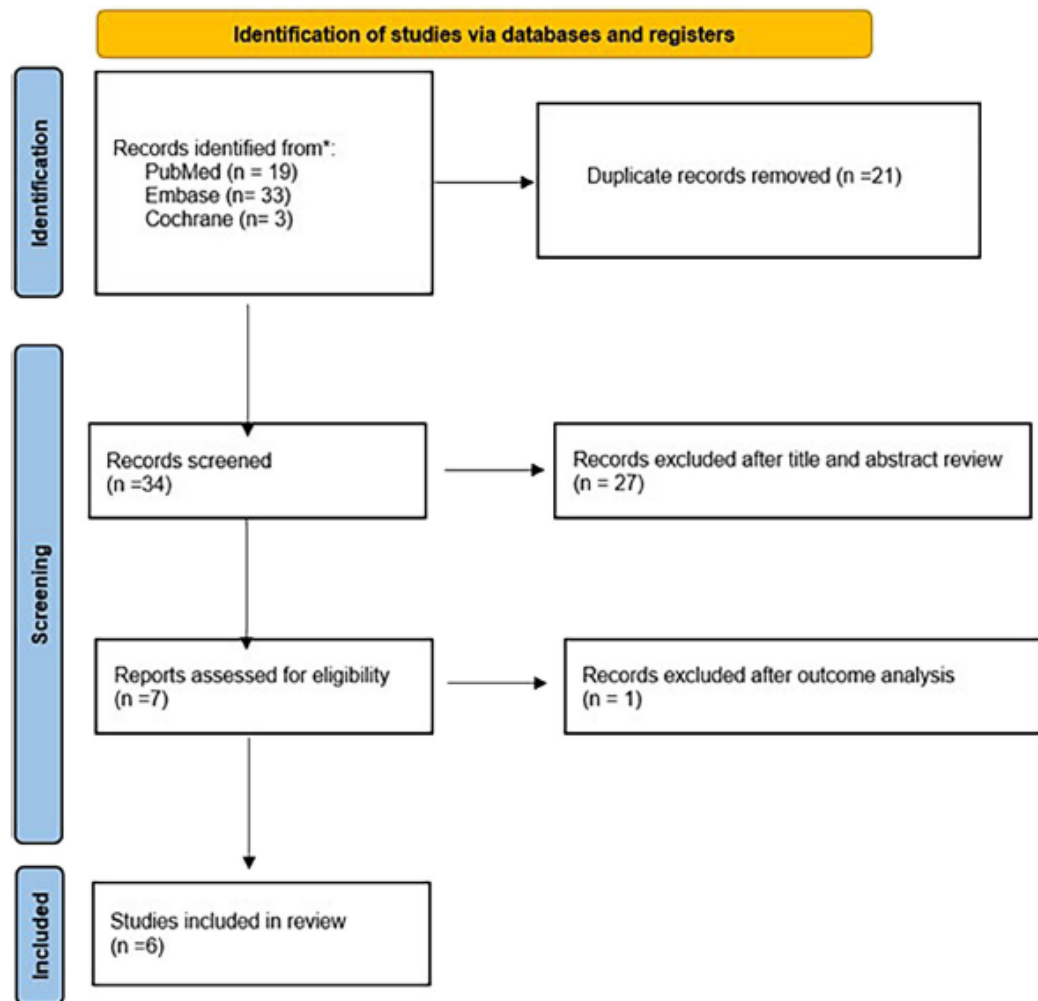 Identification of studies via databases and registers
Identification
Records identified from*:
PubMed (n = 19)
Embase (n= 33)
Cochrane (n= 3)
Duplicate records removed (n =21)
Screening
Records screened
(n =34)
Records excluded after title and abstract review
(n = 27)
Reports assessed for eligibility
(n =7)
Records excluded after outcome analysis
(n = 1)
Included
Studies included in review
(n =6)